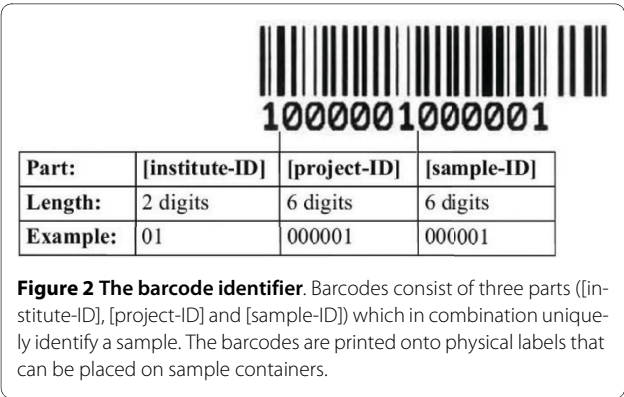 1000001000001
Part: [institute-ID] [project-ID] [sample-ID]
Length: 2 digits 6 digits 6 digits
Example: 01 000001 000001
Figure 2 The barcode identifier. Barcodes consist of three parts ([in-
stitute-ID], [project-ID] and [sample-ID]) which in combination unique-
ly identify a sample. The barcodes are printed onto physical labels that
can be placed on sample containers.